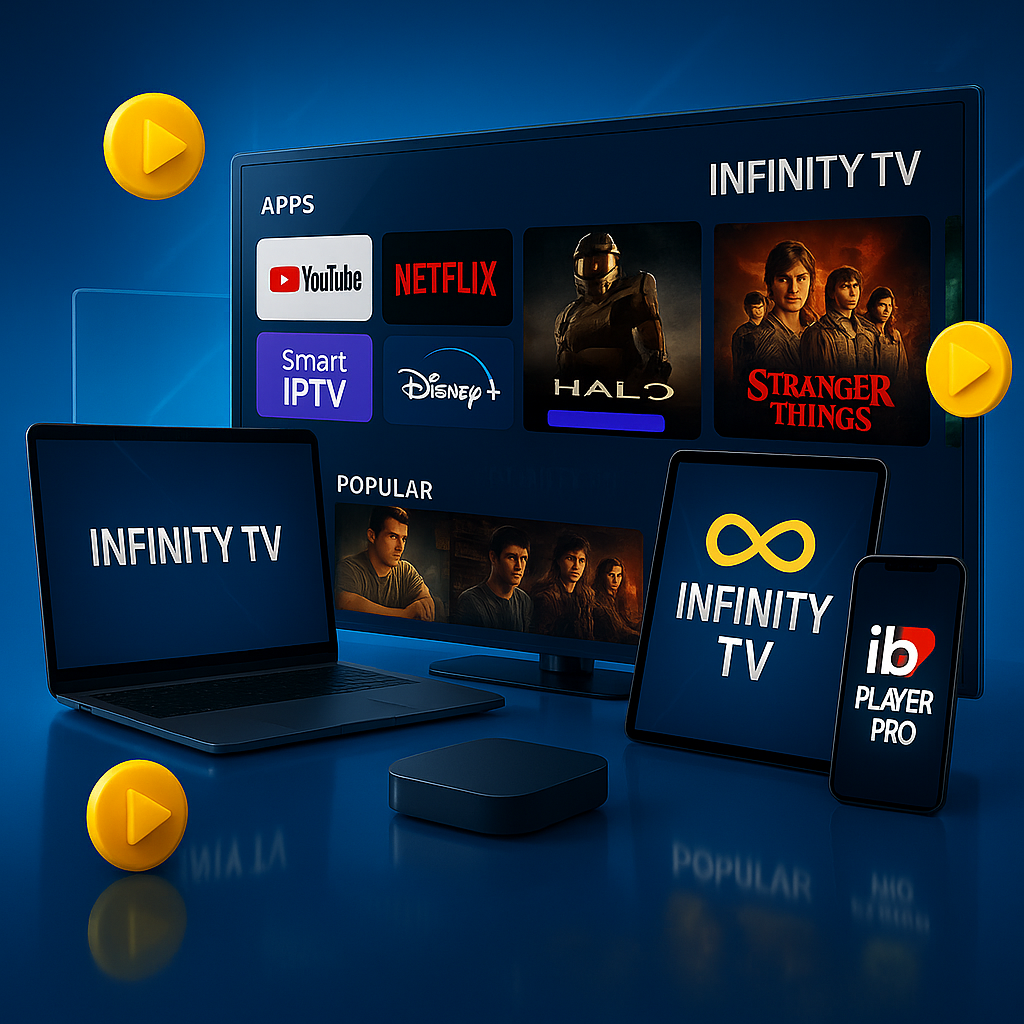 INFINITY TV
APPS
YouTube
NETFLIX
Smart
IPTV
Disney+
HALO
STRANGER
THINGS
POPULAR
INFINITY TV
INFINITY
TV
ib
PLAYER
PRO
POPULAR